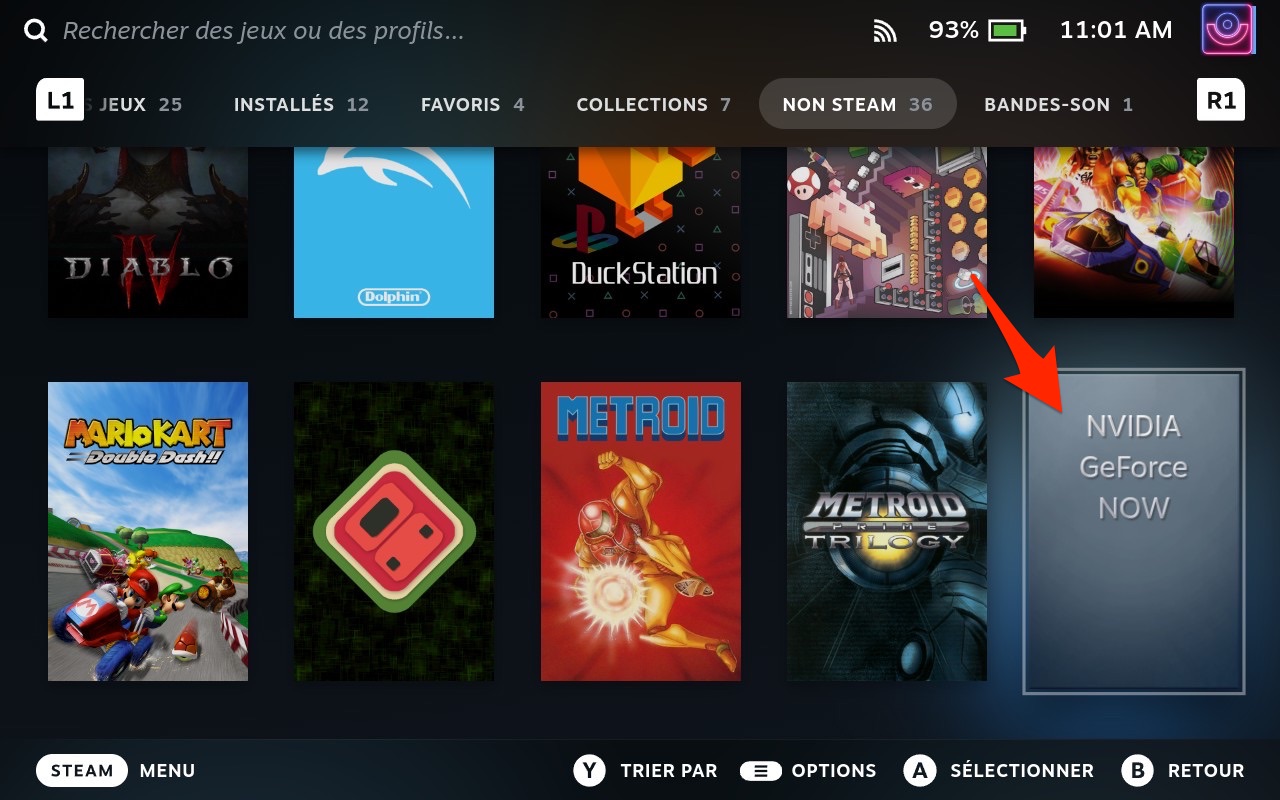 Rechercher des jeux ou des profils...
93%
11:01 AM
L1
S JEUX 25
INSTALLÉS 12
FAVORIS 4
COLLECTIONS 7
NON STEAM 36
BANDES-SON 1
R1
DIABLO
IV
Dolphin
DuckStation
MARIO KART
Double Dash!!
M
METROID
METROID
PRIME
TRILOGY
NVIDIA
GeForce
NOW
STEAM MENU
Y TRIER PAR
OPTIONS
A SÉLECTIONNER
B RETOUR